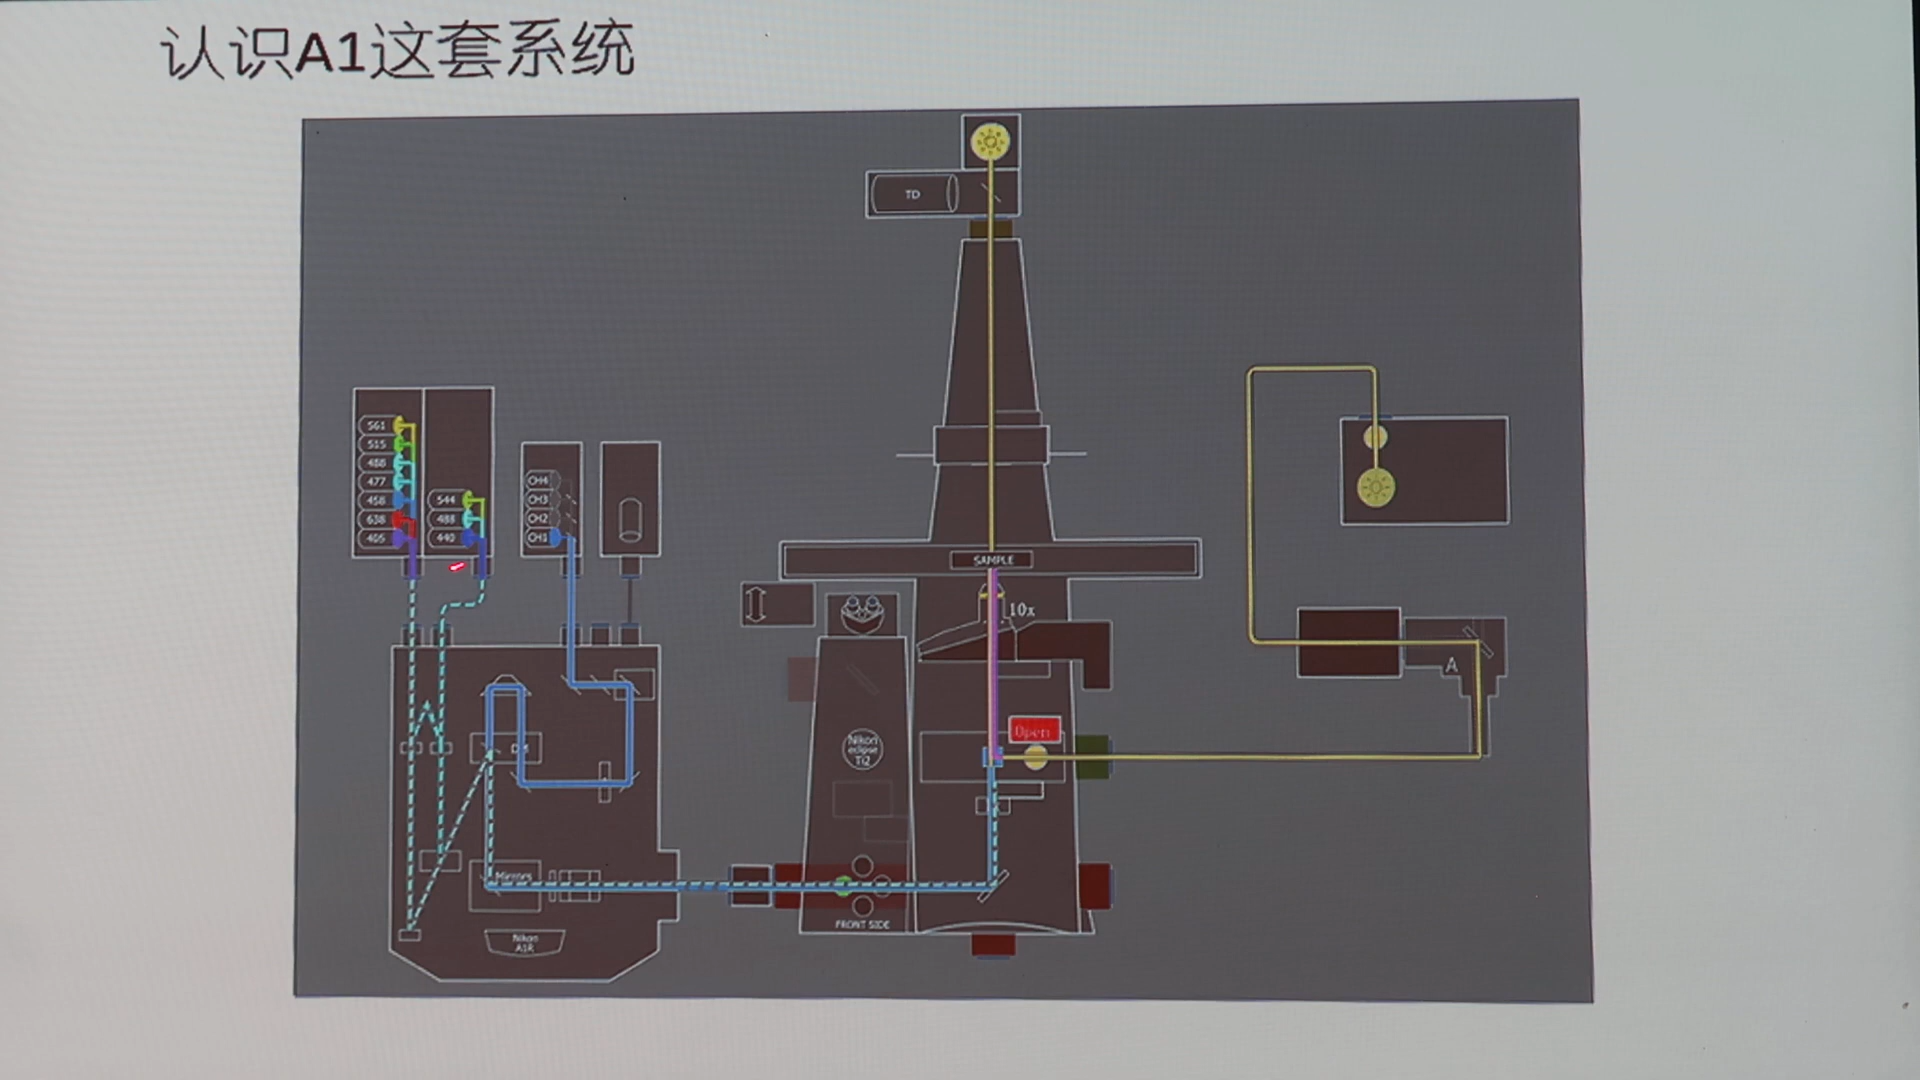 认识A1这套系统
TD
561
515
488
477
458
638
405
544
488
440
CH4
CH3
CH2
CH1
SAMPLE
10x
A
Open
DM
Nikon
eclipse
Ti2
Mirrors
FRONT SIDE
Nikon
A1R